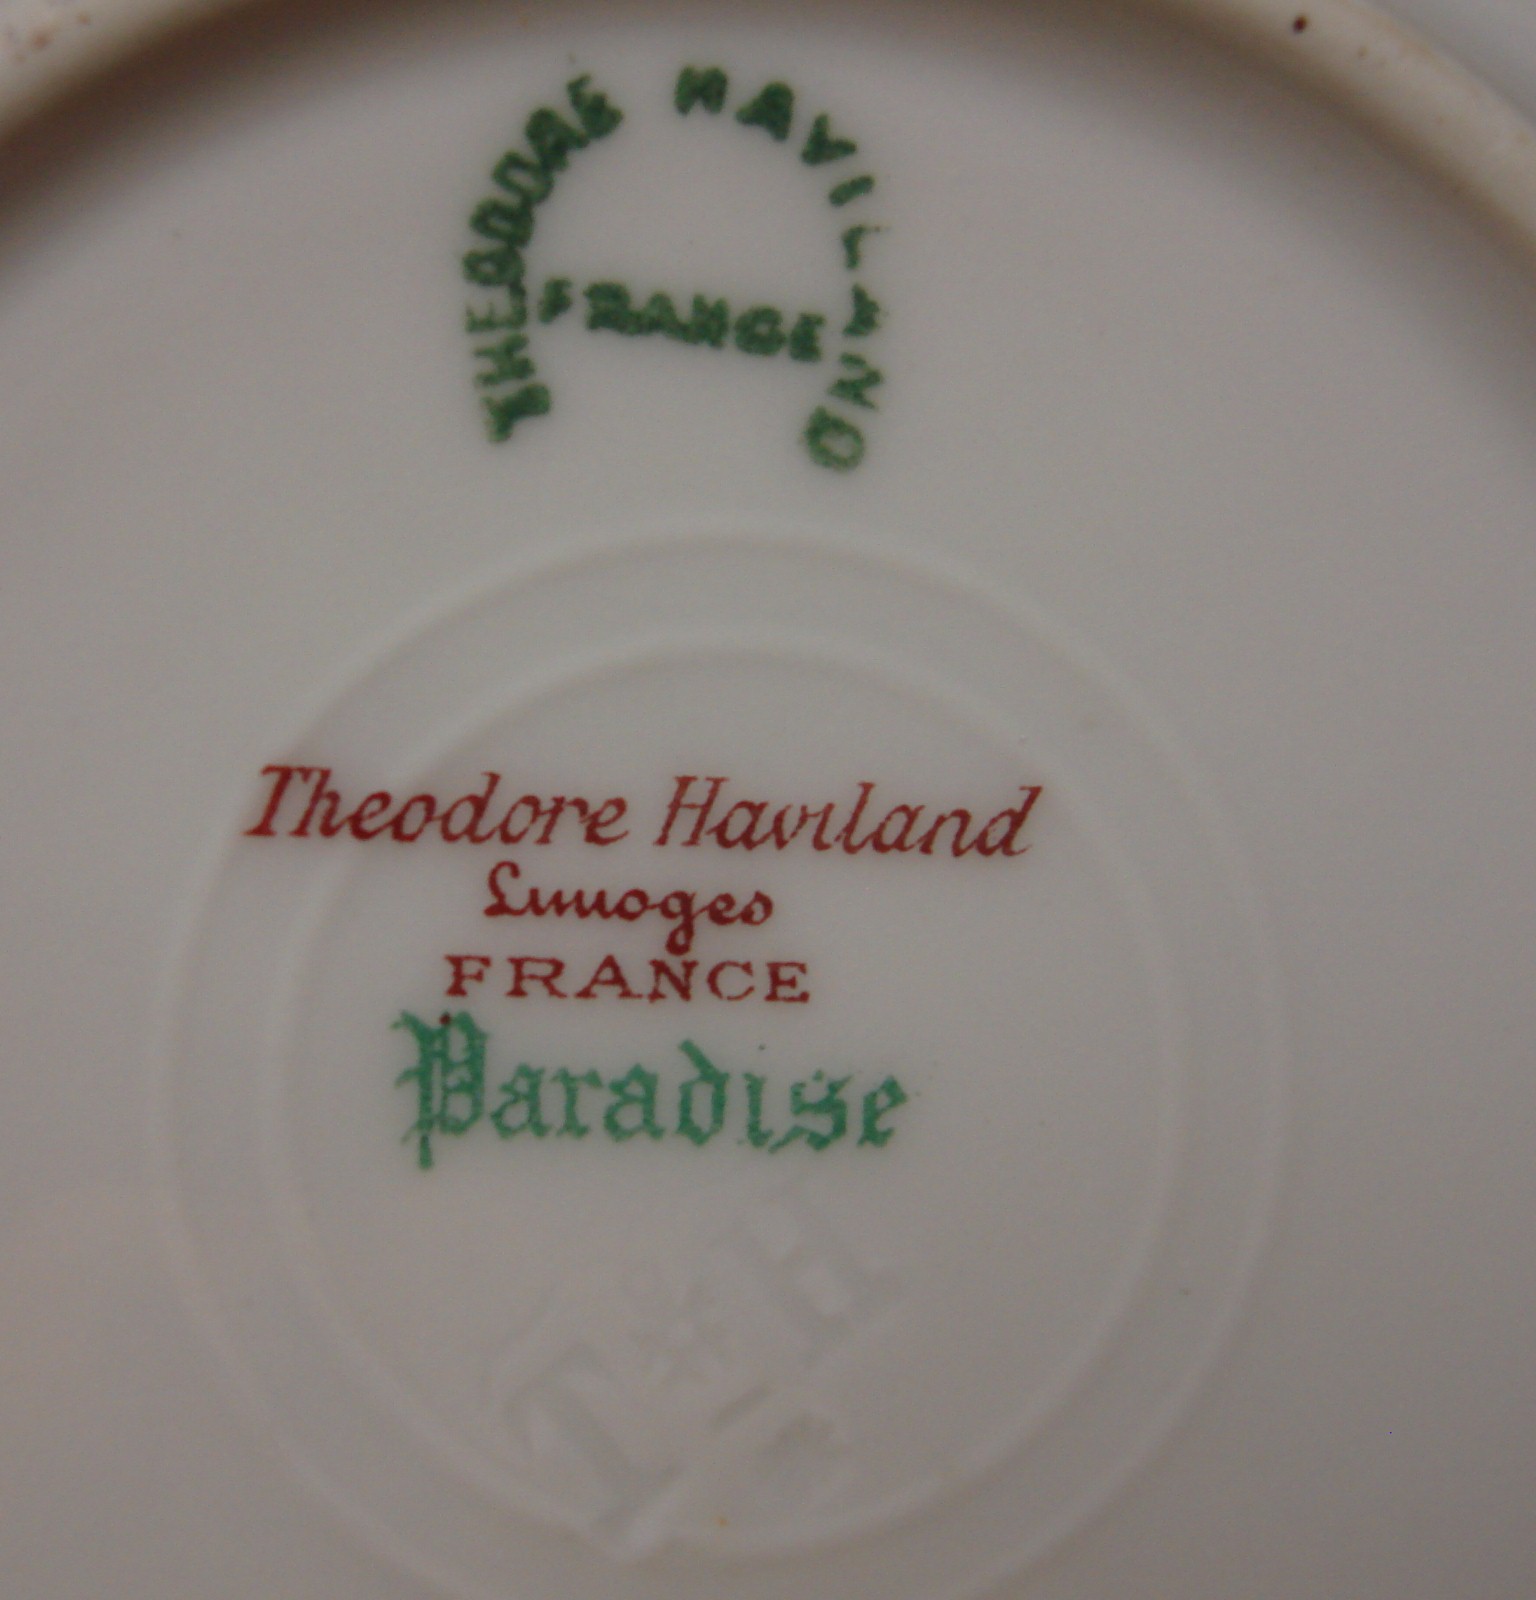 THEODORE HAVILAND
FRANCE
Theodore Haviland
Limoges
FRANCE
Paradise